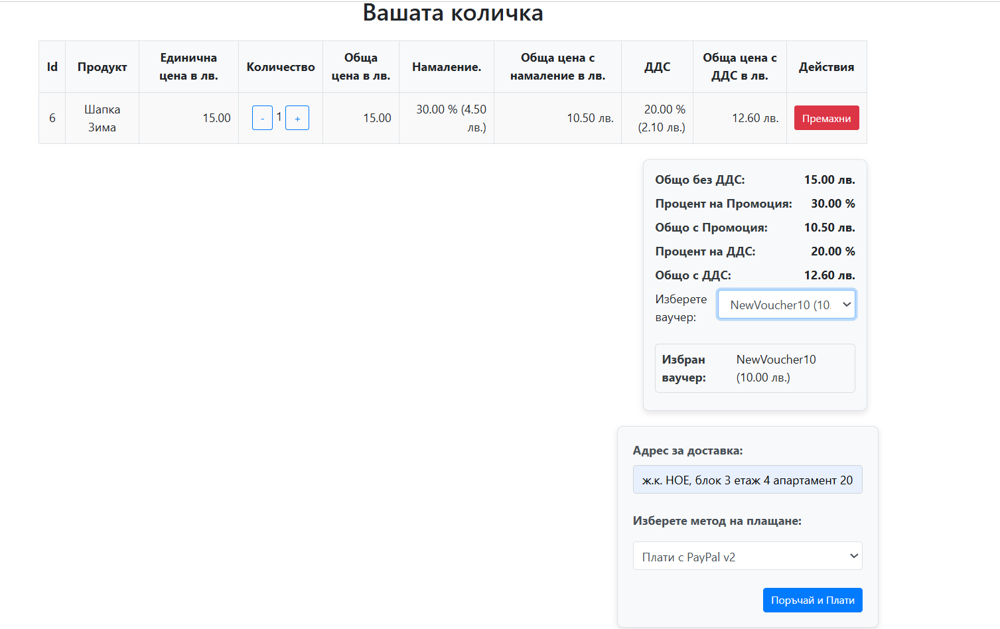 Вашата количка
Id
Продукт
Единична
цена в лв.
Количество
Обща
цена в лв.
Намаление.
Обща цена с
намаление в лв.
ДДС
Обща цена с
ДДС в лв.
Действия
6
Шапка
Зима
15.00
- 1 +
15.00
30.00 % (4.50
лв.)
10.50 лв.
20.00 %
(2.10 лв.)
12.60 лв.
Премахни
Общо без ДДС: 15.00 лв.
Процент на Промоция: 30.00 %
Общо с Промоция: 10.50 лв.
Процент на ДДС: 20.00 %
Общо с ДДС: 12.60 лв.
Изберете
ваучер:
NewVoucher10 (10.
Избран
ваучер:
NewVoucher10
(10.00 лв.)
Адрес за доставка:
ж.к. НОЕ, блок 3 етаж 4 апартамент 20
Изберете метод на плащане:
Плати с PayPal v2
Поръчай и Плати